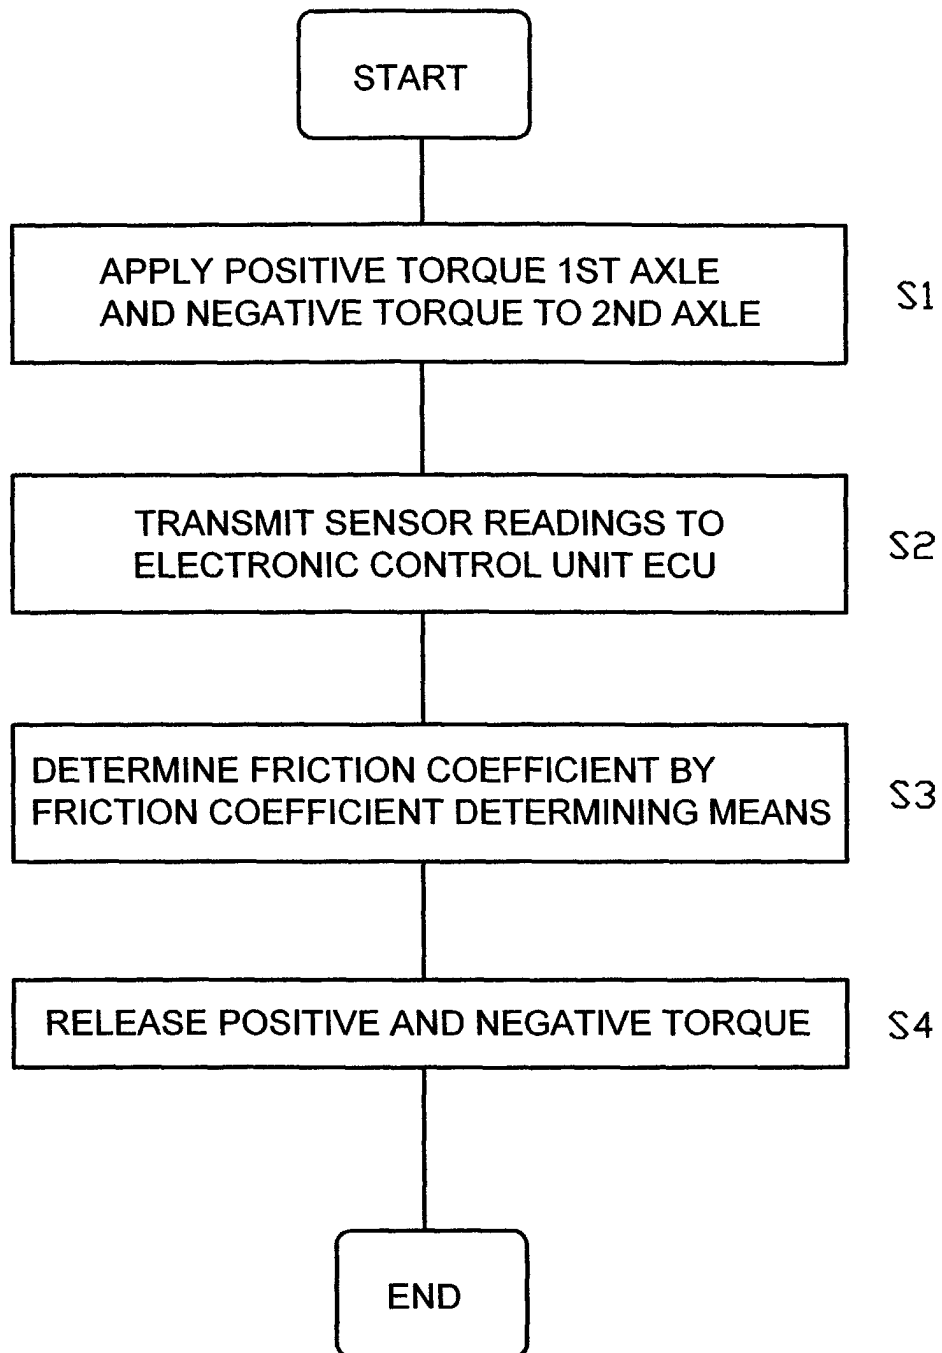 START
APPLY POSITIVE TORQUE 1ST AXLE
AND NEGATIVE TORQUE TO 2ND AXLE
S1
TRANSMIT SENSOR READINGS TO
ELECTRONIC CONTROL UNIT ECU
S2
DETERMINE FRICTION COEFFICIENT BY
FRICTION COEFFICIENT DETERMINING MEANS
S3
RELEASE POSITIVE AND NEGATIVE TORQUE
S4
END